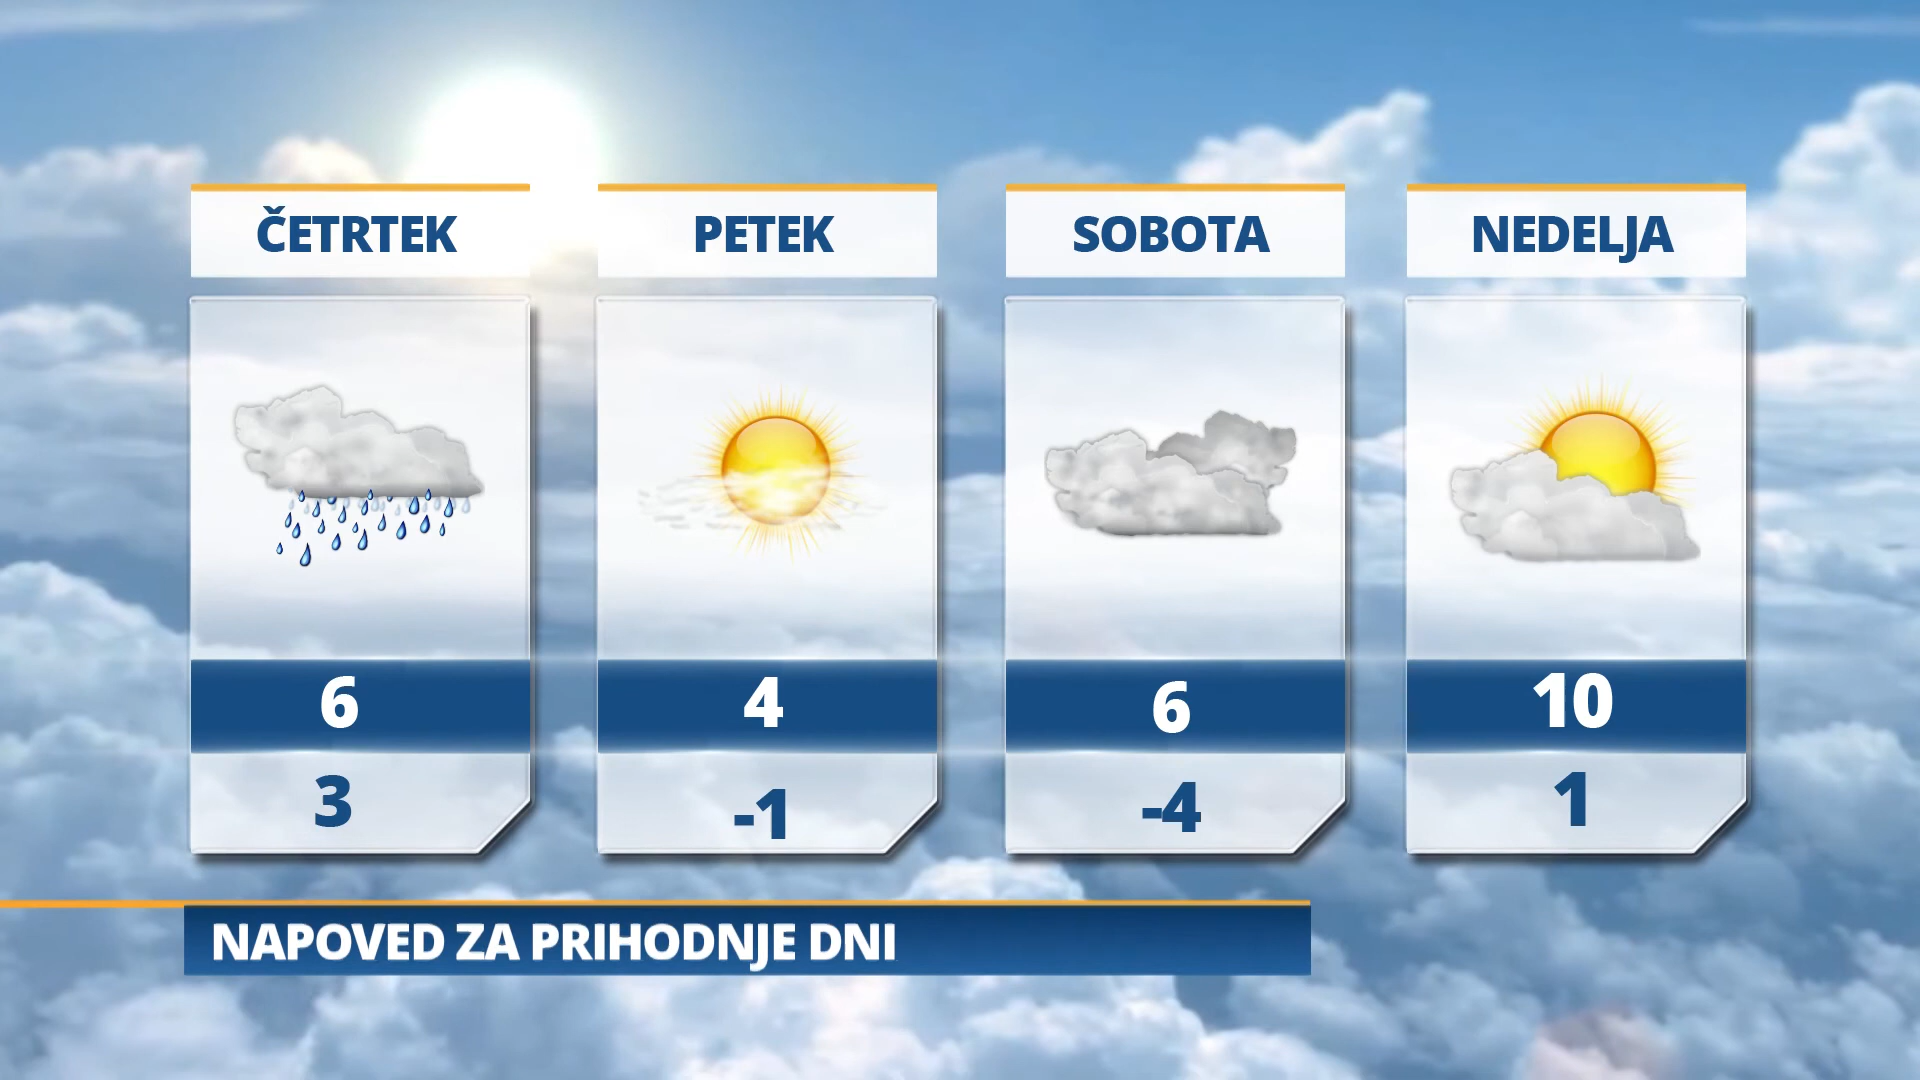 ČETRTEK
PETEK
SOBOTA
NEDELJA
6
4
6
10
3
-1
-4
1
NAPOVED ZA PRIHODNJE DNI